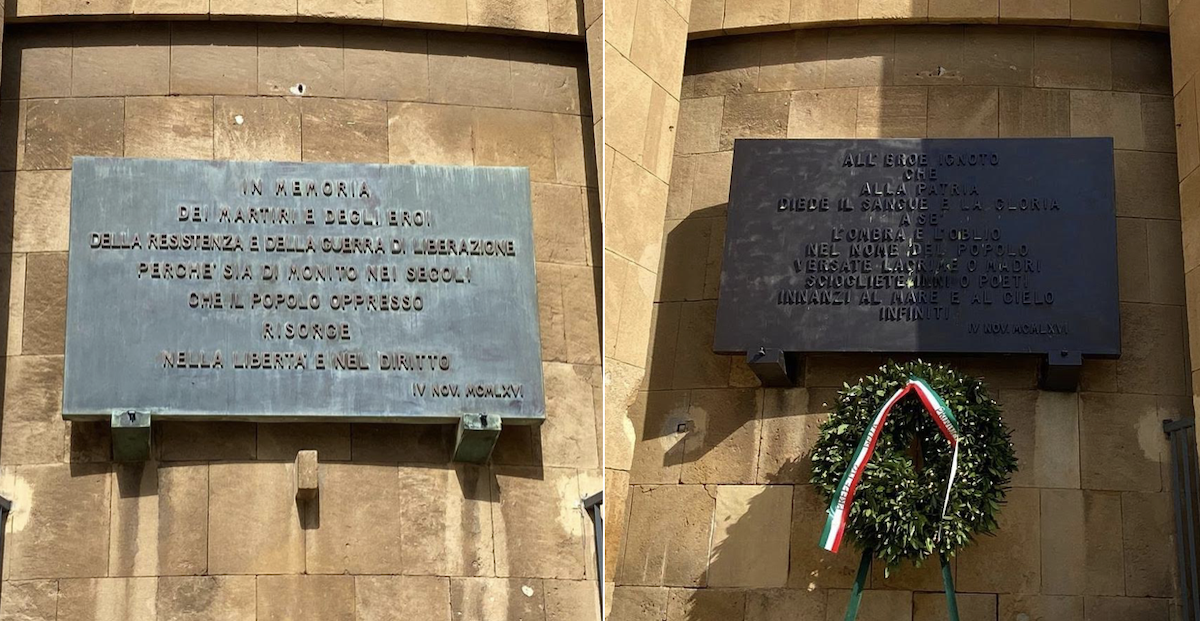 IN MEMORIA
DEI MARTIRI E DEGLI EROI
DELLA RESISTENZA E DELLA GUERRA DI LIBERAZIONE
PERCHE' SIA DI MONITO NEI SECOLI
CHE IL POPOLO OPPRESSO
RISORGE
NELLA LIBERTA' E NEL DIRITTO
IV NOV. MCMLXVI
ALL'EROE IGNOTO
CHE
ALLA PATRIA
DIEDE IL SANGUE E LA GLORIA
A SE'
L'OMBRA E L'OBLIO
NEL NOME DEL POPOLO
VERSATE LACRIME O MADRI
SCIOGLIETE INNI O POETI
INNANZI AL MARE E AL CIELO
INFINITI
IV NOV. MCMLXVI